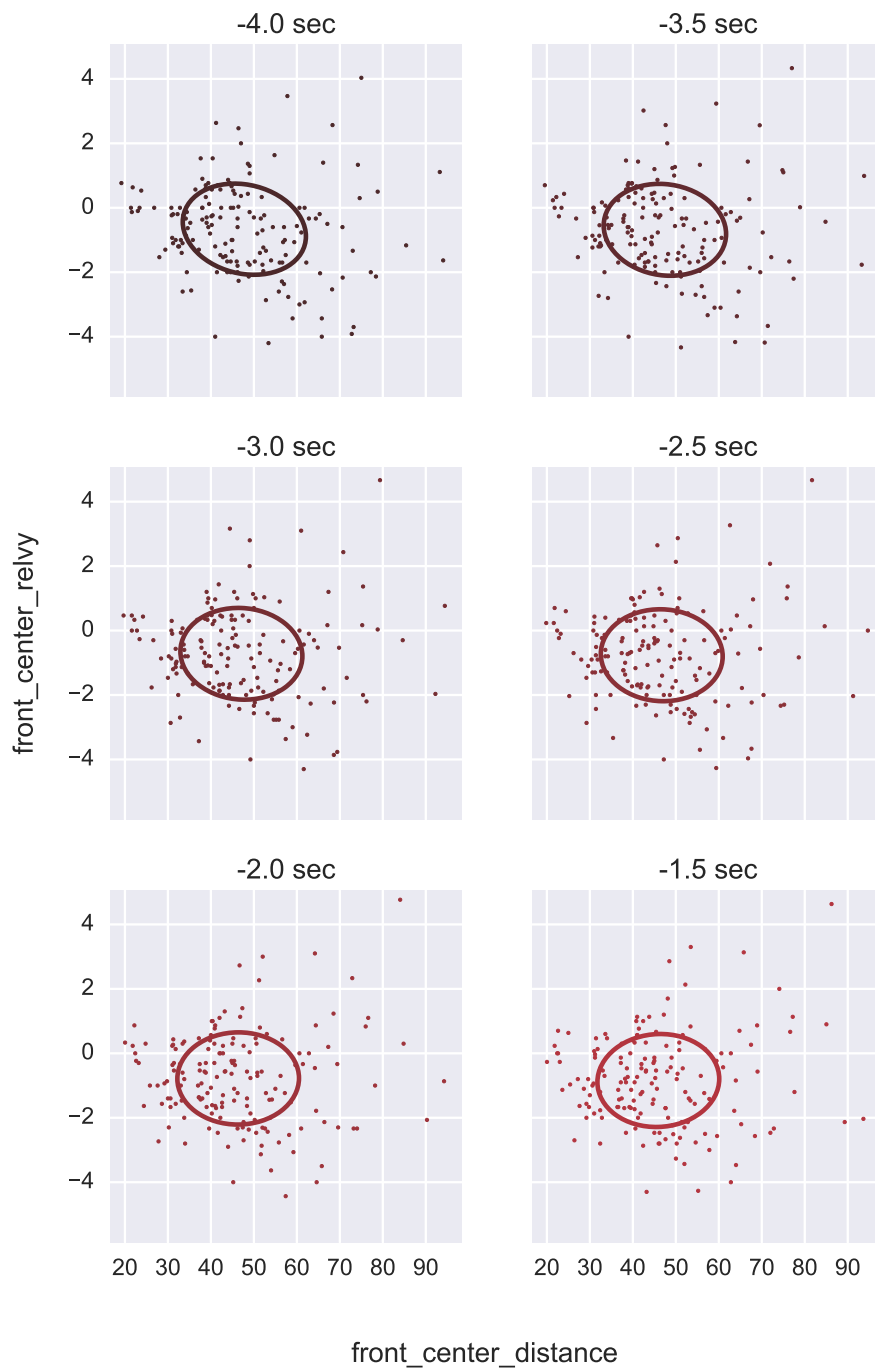 -4.0 sec
-3.5 sec
4
2
0
−2
−4
-3.0 sec
-2.5 sec
4
2
0
−2
−4
front_center_relvy
-2.0 sec
-1.5 sec
4
2
0
−2
−4
20 30 40 50 60 70 80 90
20 30 40 50 60 70 80 90
front_center_distance